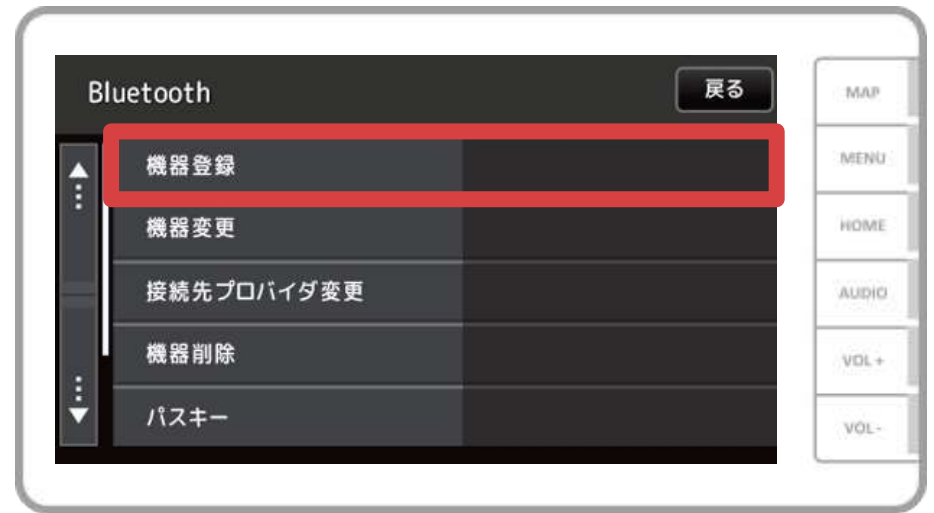 Bluetooth
戻る
機器登録
機器変更
接続先プロバイダ変更
機器削除
パスキー
MAP
MENU
HOME
AUDIO
VOL +
VOL -